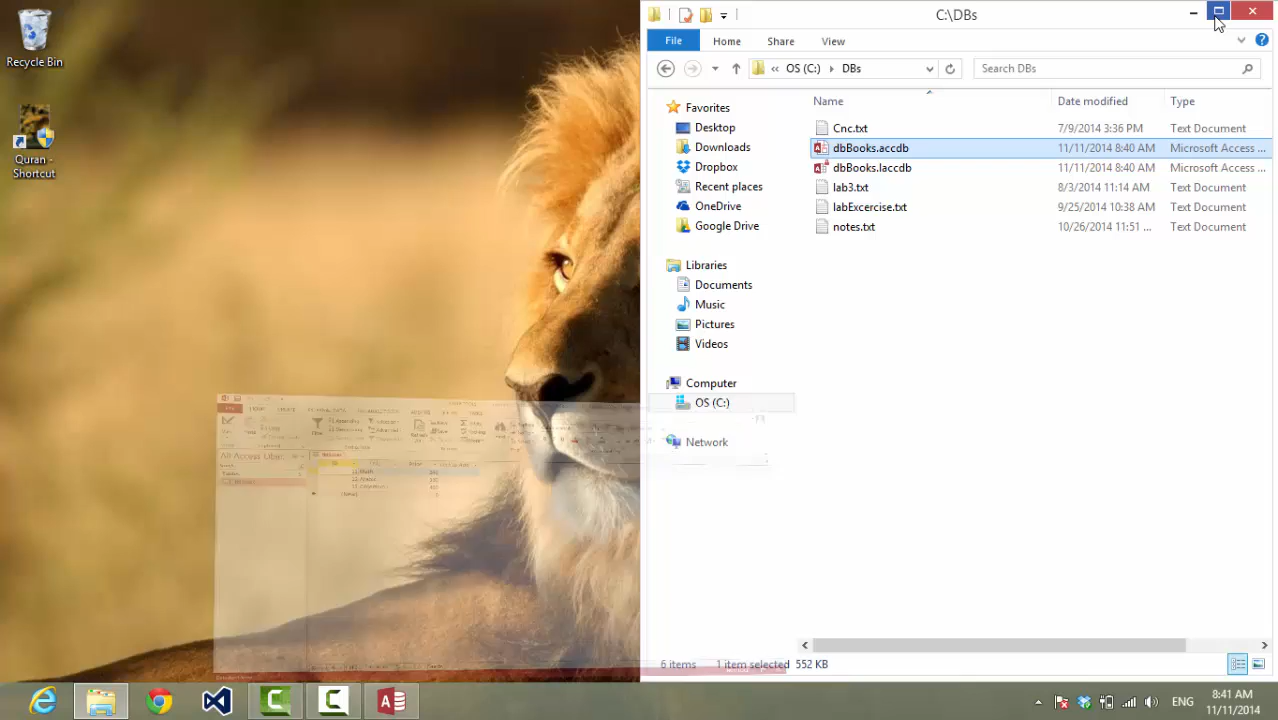 Recycle Bin
Quran -
Shortcut
C:\DBs
File Home Share View
« OS (C:) DBs
Search DBs
Name Date modified Type
Favorites
Desktop
Downloads
Dropbox
Recent places
OneDrive
Google Drive
Libraries
Documents
Music
Pictures
Videos
Computer
OS (C:)
Network
Cnc.txt 7/9/2014 3:36 PM Text Document
dbBooks.accdb 11/11/2014 8:40 AM Microsoft Access ...
dbBooks.laccdb 11/11/2014 8:40 AM Microsoft Access ...
lab3.txt 8/3/2014 11:14 AM Text Document
labExcercise.txt 9/25/2014 10:38 AM Text Document
notes.txt 10/26/2014 11:51 ... Text Document
6 items 1 item selected 552 KB
ENG
8:41 AM
11/11/2014